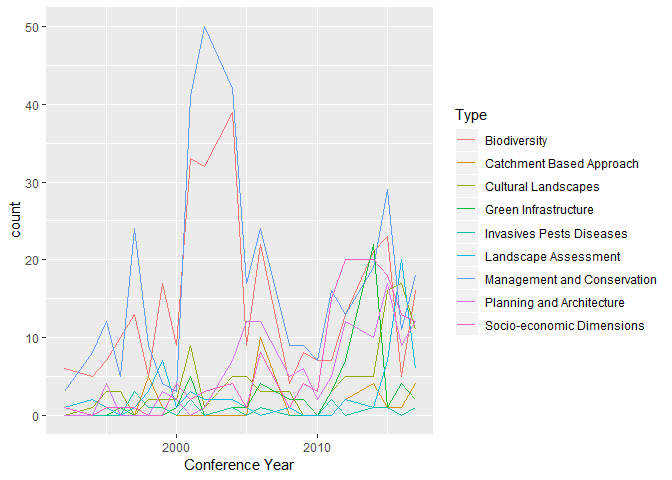 50
40
30
20
10
0
count
2000
2010
Conference Year
Type
Biodiversity
Catchment Based Approach
Cultural Landscapes
Green Infrastructure
Invasives Pests Diseases
Landscape Assessment
Management and Conservation
Planning and Architecture
Socio-economic Dimensions